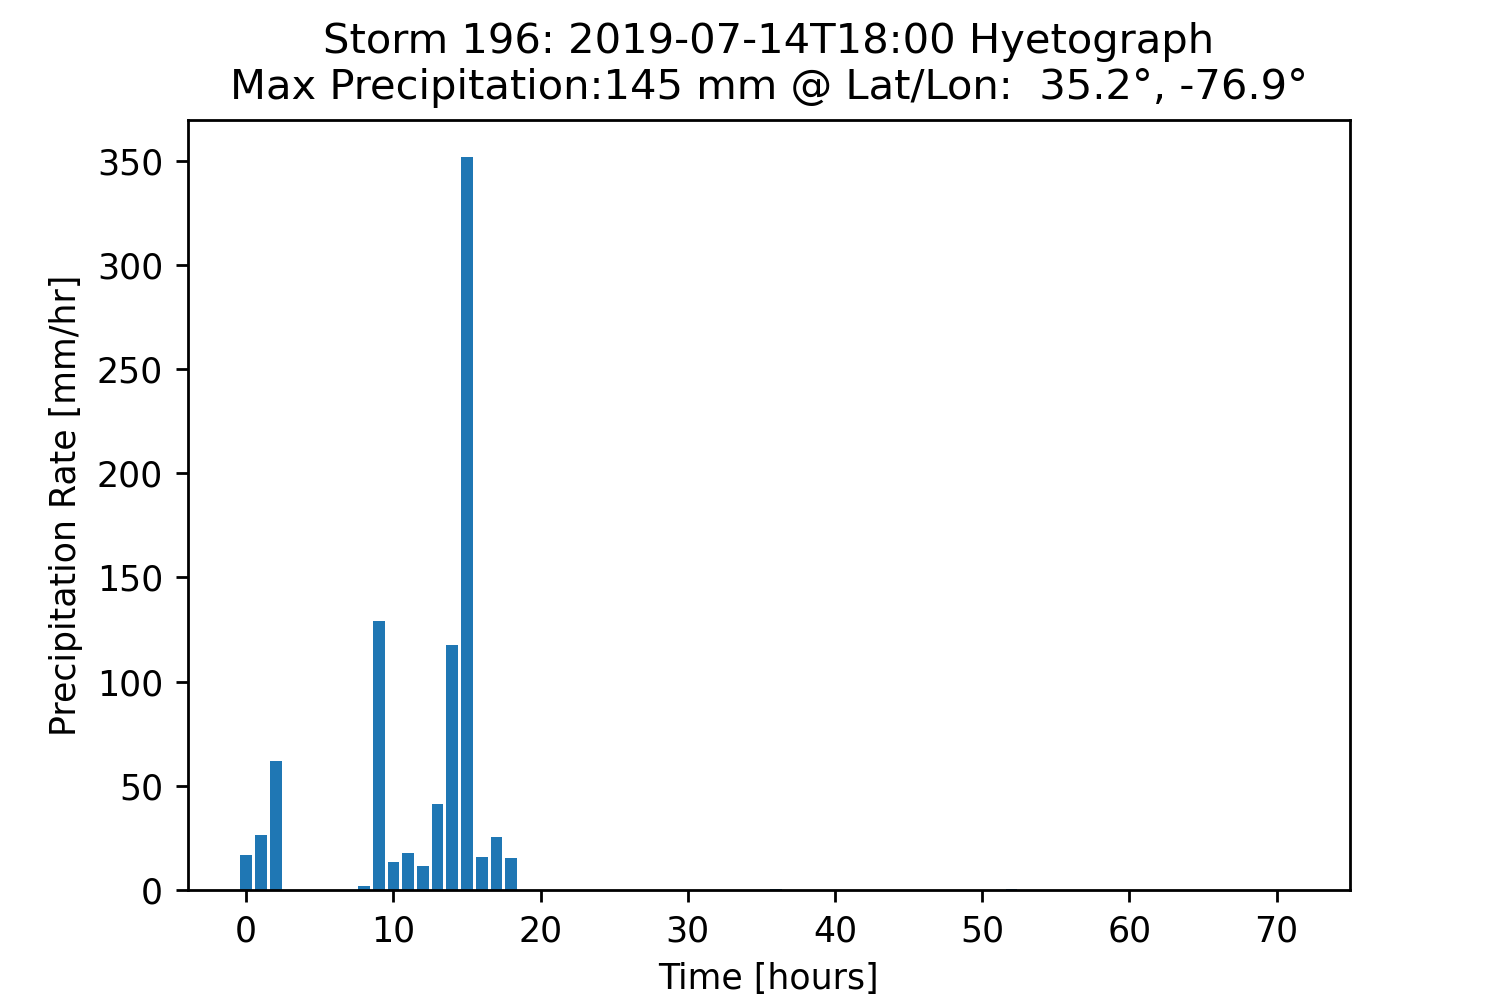 Storm 196: 2019-07-14T18:00 Hyetograph
Max Precipitation:145 mm @ Lat/Lon:  35.2°, -76.9°
350
300
250
200
150
100
50
0
Precipitation Rate [mm/hr]
0 10 20 30 40 50 60 70
Time [hours]